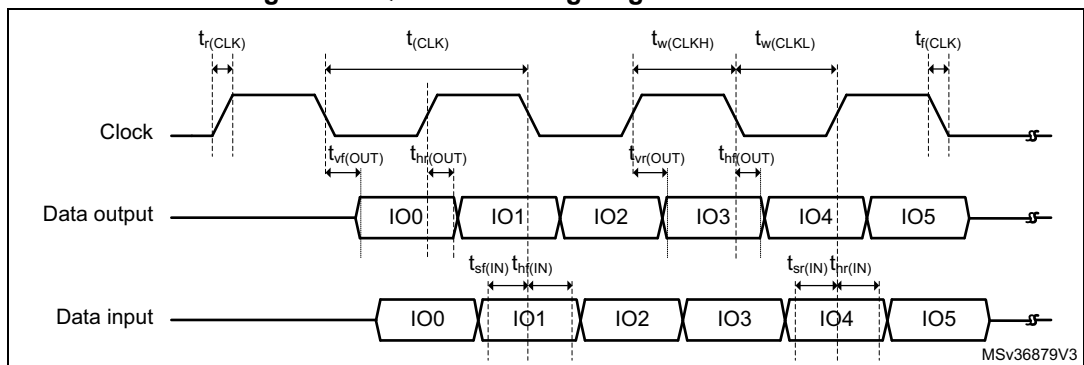 t_r(CLK) t_(CLK) t_w(CLKH) t_w(CLKL) t_f(CLK)
Clock
t_vf(OUT) t_hr(OUT) t_vr(OUT) t_hf(OUT)
Data output IO0 IO1 IO2 IO3 IO4 IO5
t_sf(IN) t_hf(IN) t_sr(IN) t_hr(IN)
Data input IO0 IO1 IO2 IO3 IO4 IO5
MSv36879V3